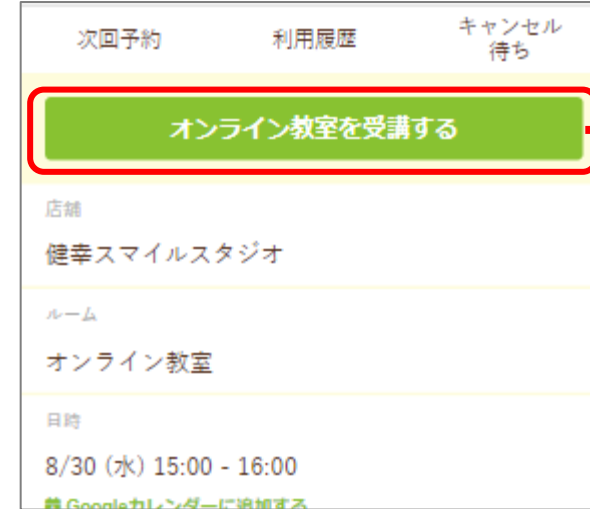 次回予約 利用履歴 キャンセル待ち
オンライン教室を受講する
店舗
健幸スマイルスタジオ
ルーム
オンライン教室
日時
8/30 (水) 15:00 - 16:00
Googleカレンダーに追加する